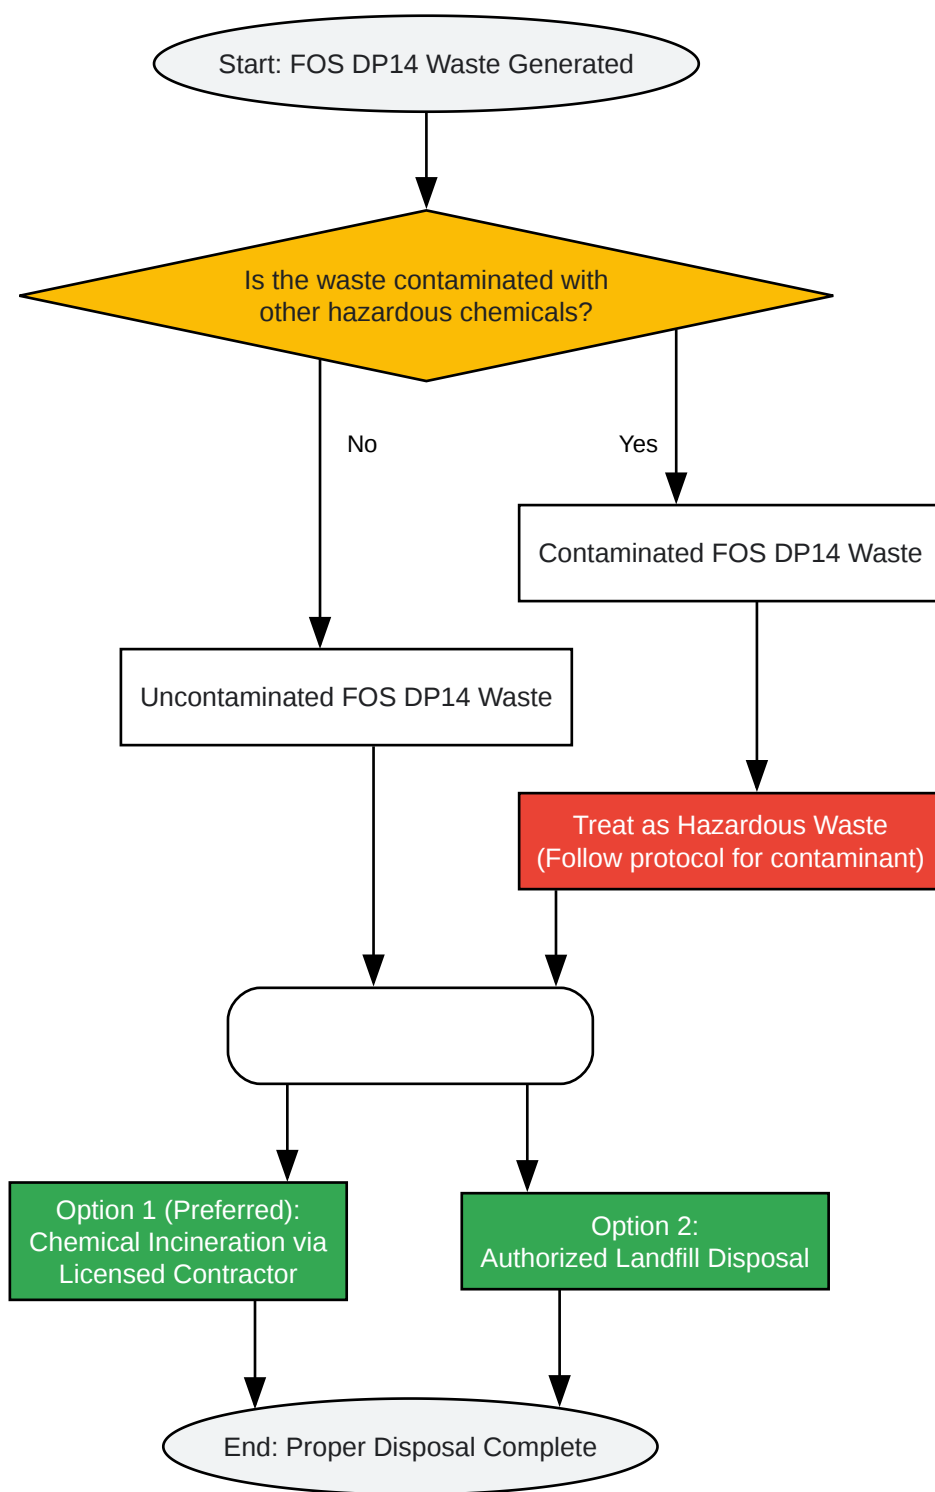 Start: FOS DP14 Waste Generated
Is the waste contaminated with
other hazardous chemicals?
No
Yes
Contaminated FOS DP14 Waste
Uncontaminated FOS DP14 Waste
Treat as Hazardous Waste
(Follow protocol for contaminant)
Option 1 (Preferred):
Chemical Incineration via
Licensed Contractor
Option 2:
Authorized Landfill Disposal
End: Proper Disposal Complete